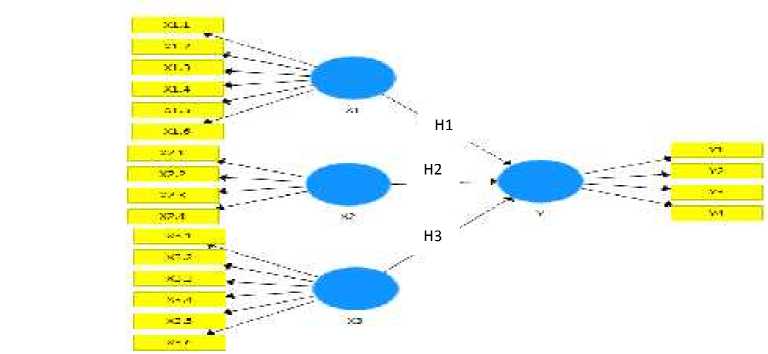 X1.1
X1.2
X1.3
X1.4
X1.5
X1.6
X1
H1
X2.1
X2.2
X2.3
X2.4
X2
H2
Y
Y1
Y2
Y3
Y4
X3.1
X3.2
X3.3
X3.4
X3.5
X3.6
X3
H3